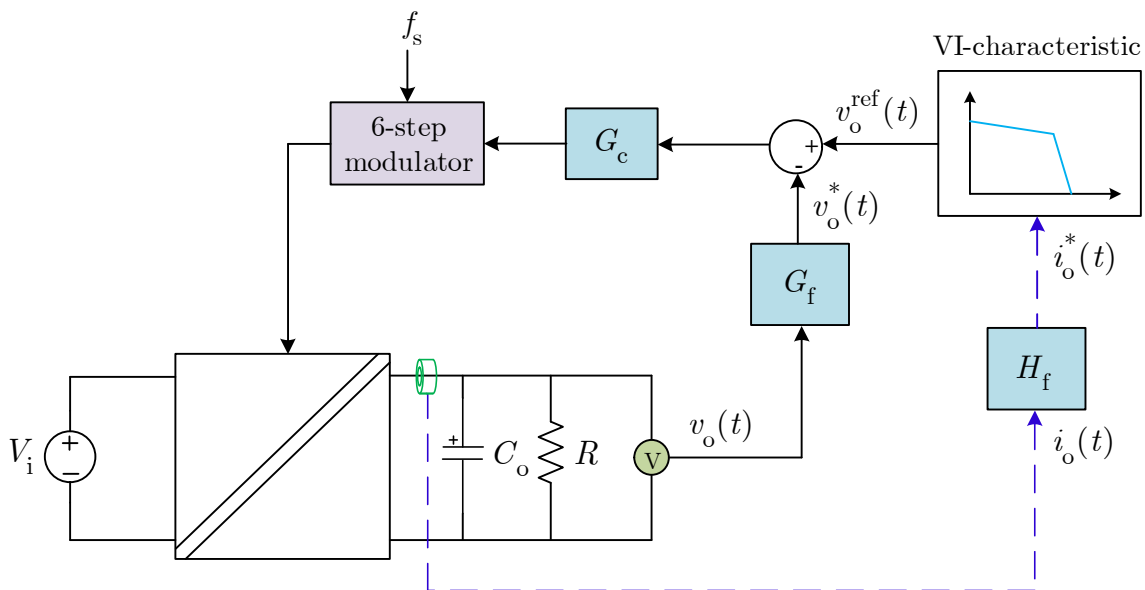 f_s
VI-characteristic
6-step
modulator
G_c
+
-
v_o^ref(t)
v_o^*(t)
i_o^*(t)
G_f
H_f
V_i
+
−
+
C_o
R
V
v_o(t)
i_o(t)